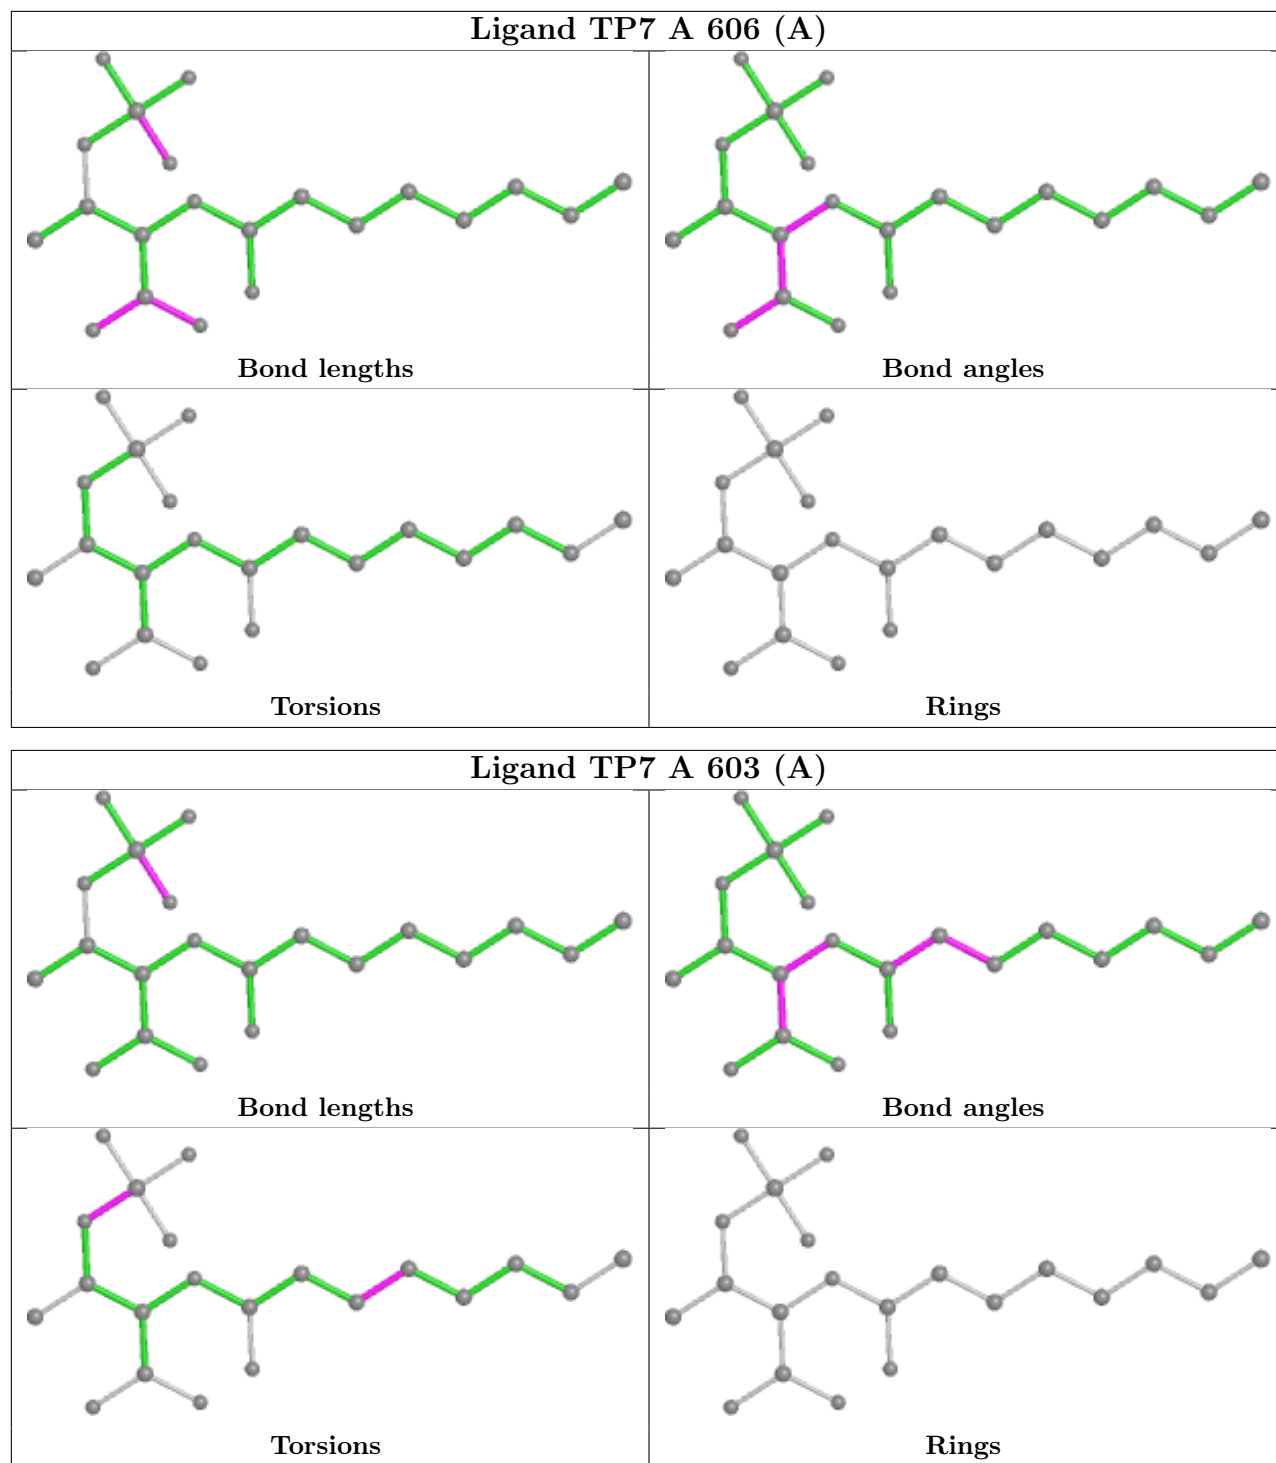 Ligand TP7 A 606 (A)
Bond lengths
Bond angles
Torsions
Rings
Ligand TP7 A 603 (A)
Bond lengths
Bond angles
Torsions
Rings